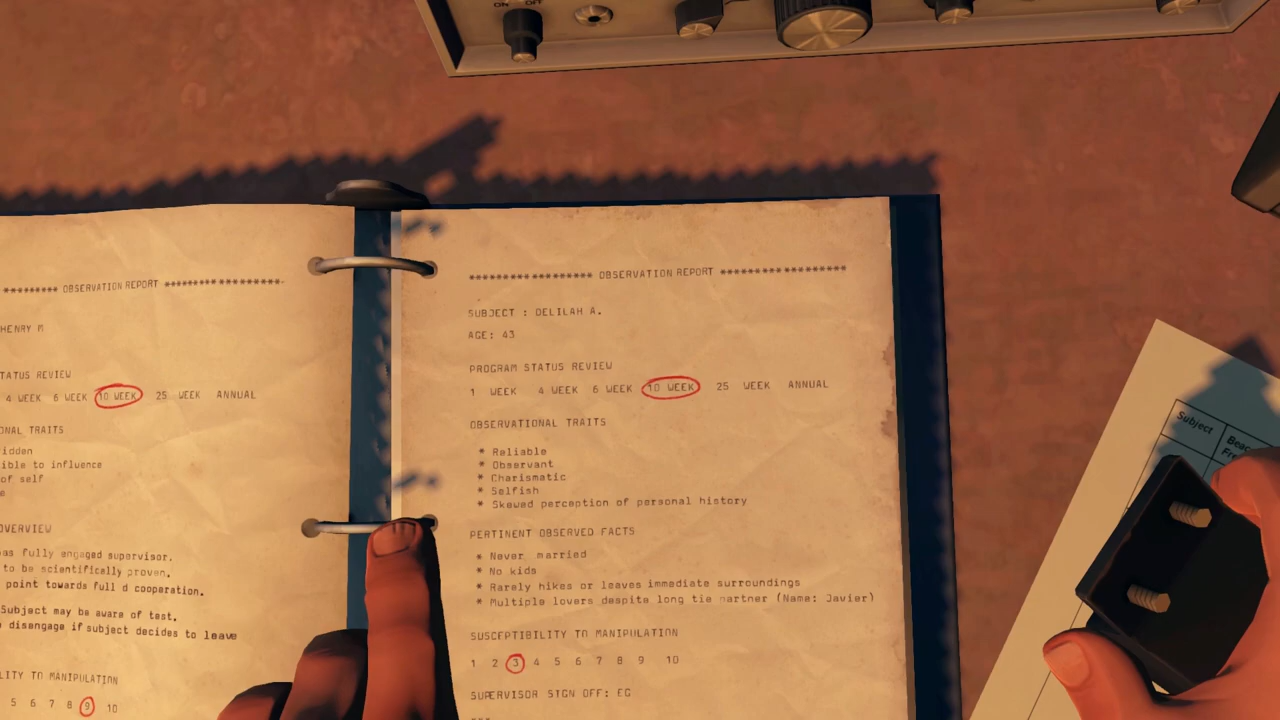 ON OFF
******** OBSERVATION REPORT ******************
HENRY M
TATUS REVIEW
4 WEEK 6 WEEK 10 WEEK 25 WEEK ANNUAL
ONAL TRAITS
idden
ible to influence
of self
e
OVERVIEW
as fully engaged supervisor.
to be scientifically proven.
point towards full d cooperation.
Subject may be aware of test.
disengage if subject decides to leave
LITY TO MANIPULATION
5 6 7 8 9 10
****************** OBSERVATION REPORT ******************
SUBJECT : DELILAH A.
AGE: 43
PROGRAM STATUS REVIEW
1 WEEK 4 WEEK 6 WEEK 10 WEEK 25 WEEK ANNUAL
OBSERVATIONAL TRAITS
* Reliable
* Observant
* Charismatic
* Selfish
* Skewed perception of personal history
PERTINENT OBSERVED FACTS
* Never married
* No kids
* Rarely hikes or leaves immediate surroundings
* Multiple lovers despite long tie partner (Name: Javier)
SUSCEPTIBILITY TO MANIPULATION
1 2 3 4 5 6 7 8 9 10
SUPERVISOR SIGN OFF: EG
***
Subject